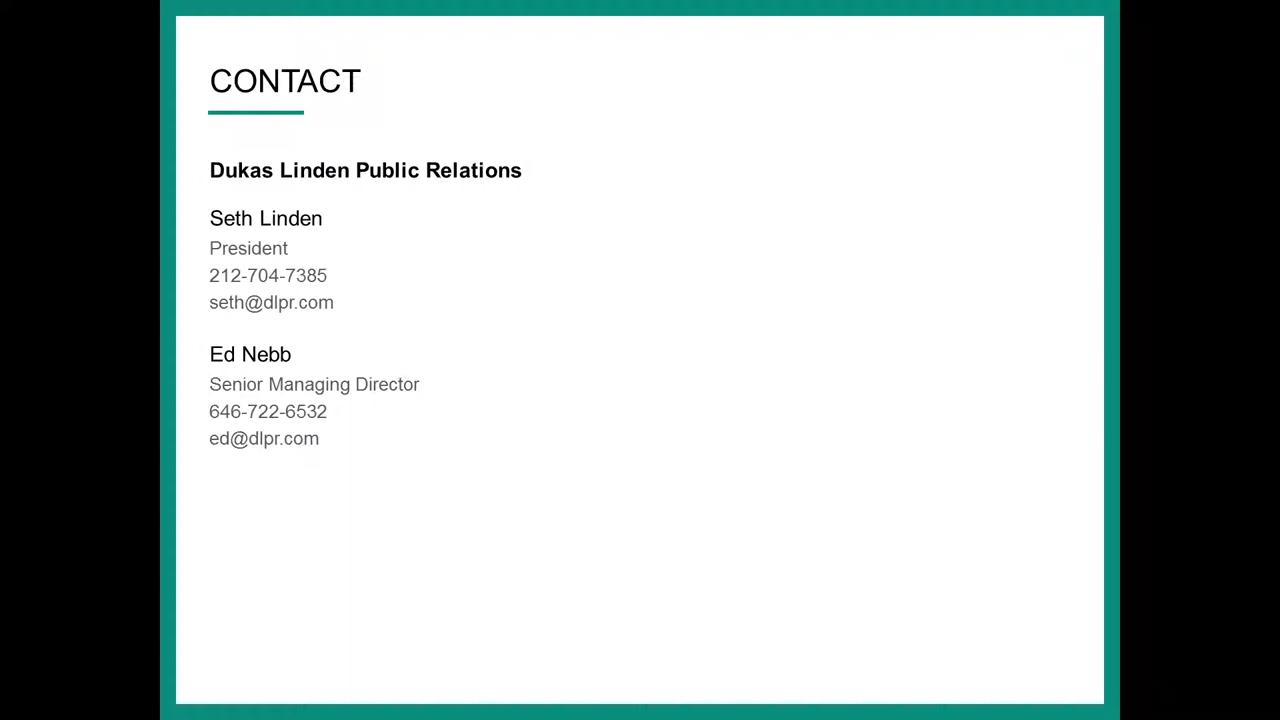 CONTACT
Dukas Linden Public Relations
Seth Linden
President
212-704-7385
seth@dlpr.com
Ed Nebb
Senior Managing Director
646-722-6532
ed@dlpr.com